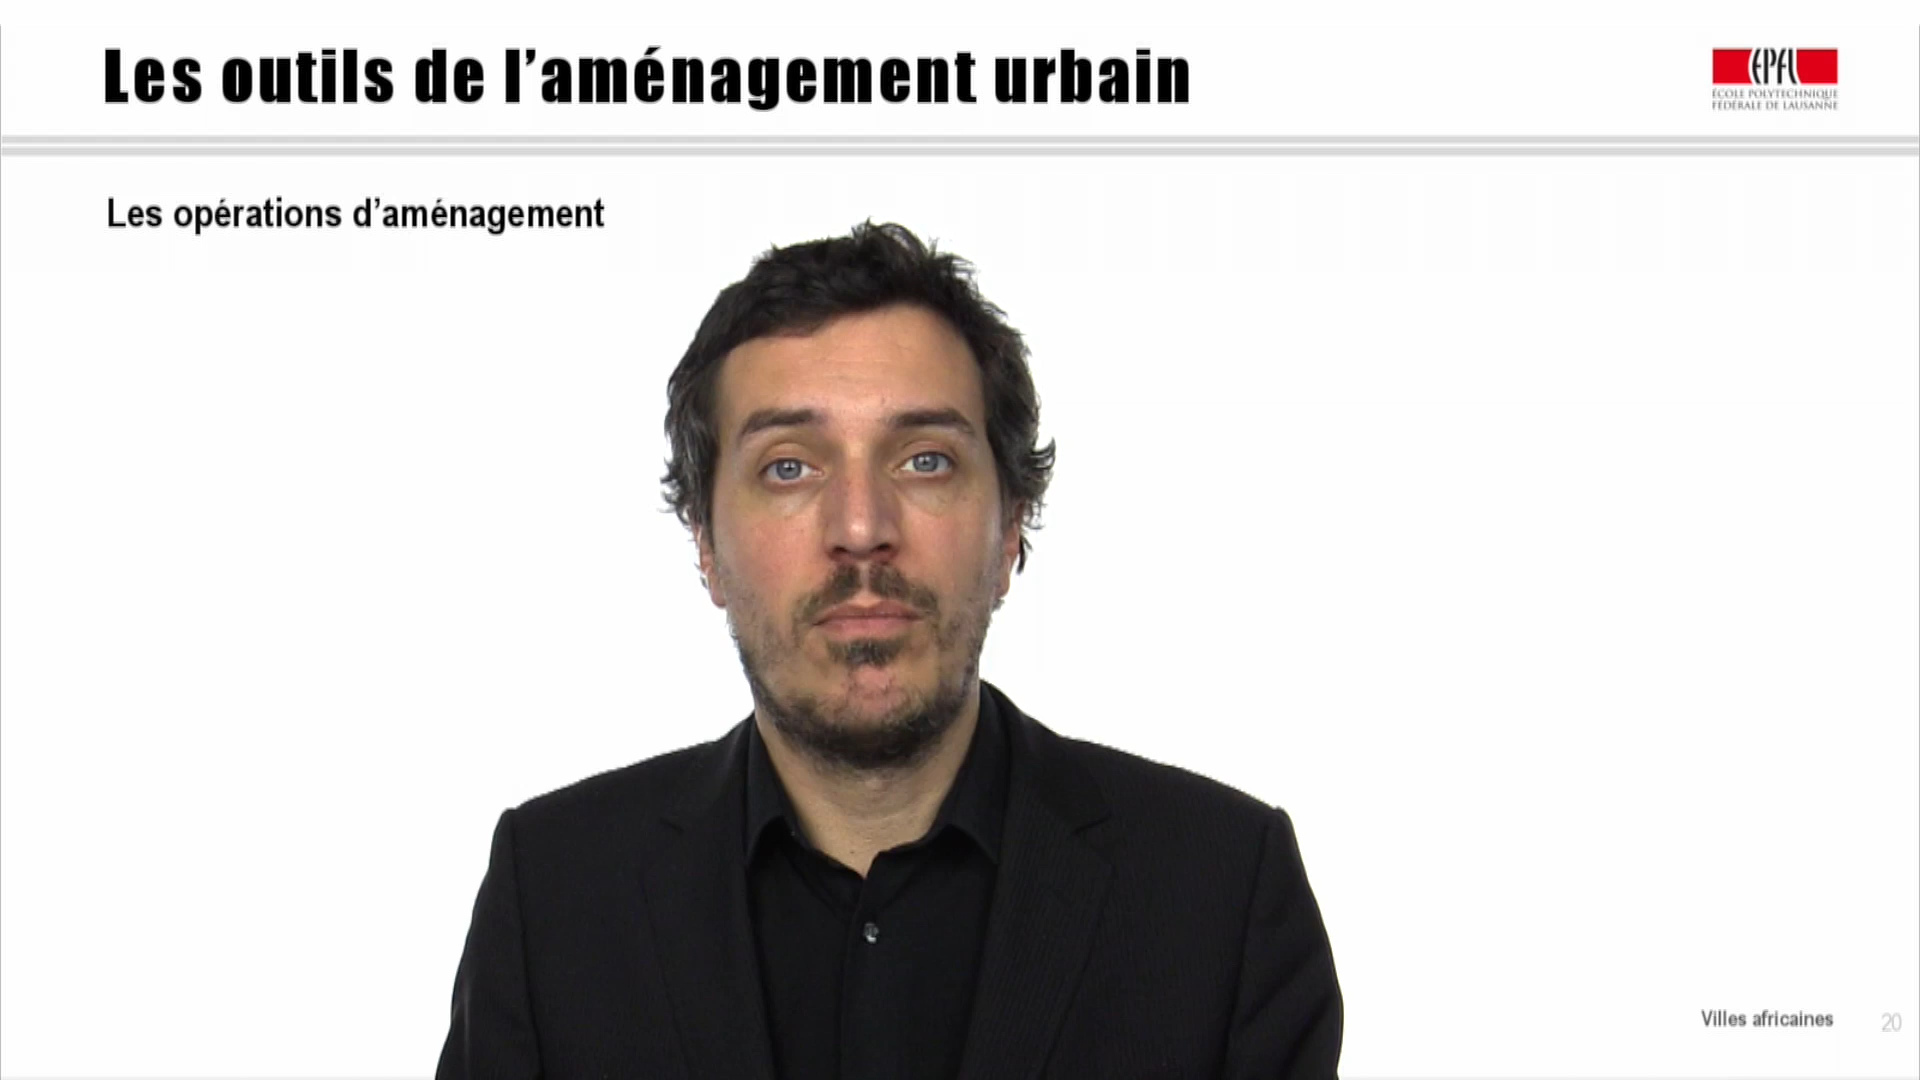 Les outils de l’aménagement urbain
EPFL
ÉCOLE POLYTECHNIQUE
FÉDÉRALE DE LAUSANNE
Les opérations d’aménagement
Villes africaines
20